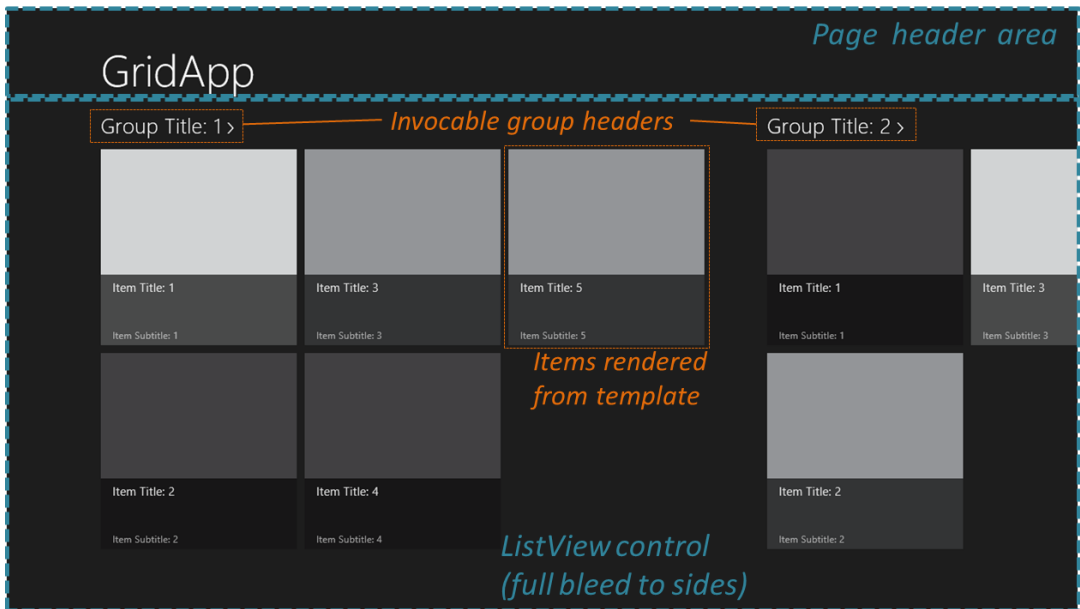 Page header area
GridApp
Group Title: 1 ›
Invocable group headers
Group Title: 2 ›
Item Title: 1
Item Subtitle: 1
Item Title: 3
Item Subtitle: 3
Item Title: 5
Item Subtitle: 5
Item Title: 1
Item Subtitle: 1
Item Title: 3
Item Subtitle: 3
Items rendered
from template
Item Title: 2
Item Subtitle: 2
Item Title: 4
Item Subtitle: 4
Item Title: 2
Item Subtitle: 2
ListView control
(full bleed to sides)